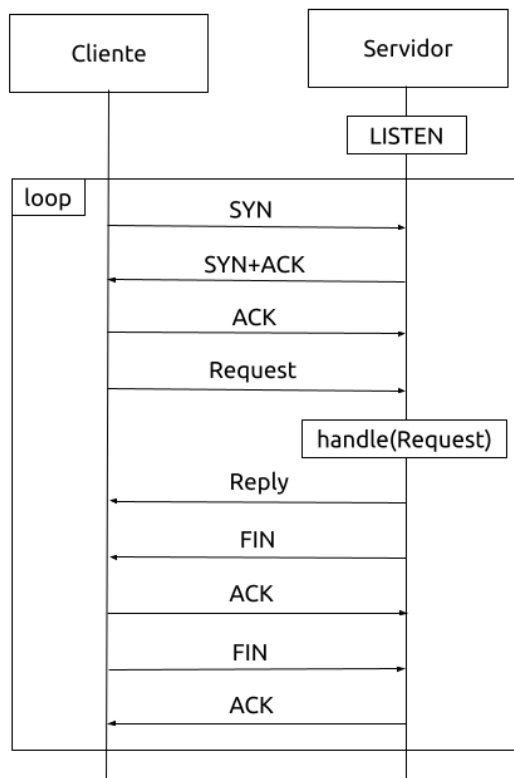 Cliente
Servidor
LISTEN
loop
SYN
SYN+ACK
ACK
Request
handle(Request)
Reply
FIN
ACK
FIN
ACK